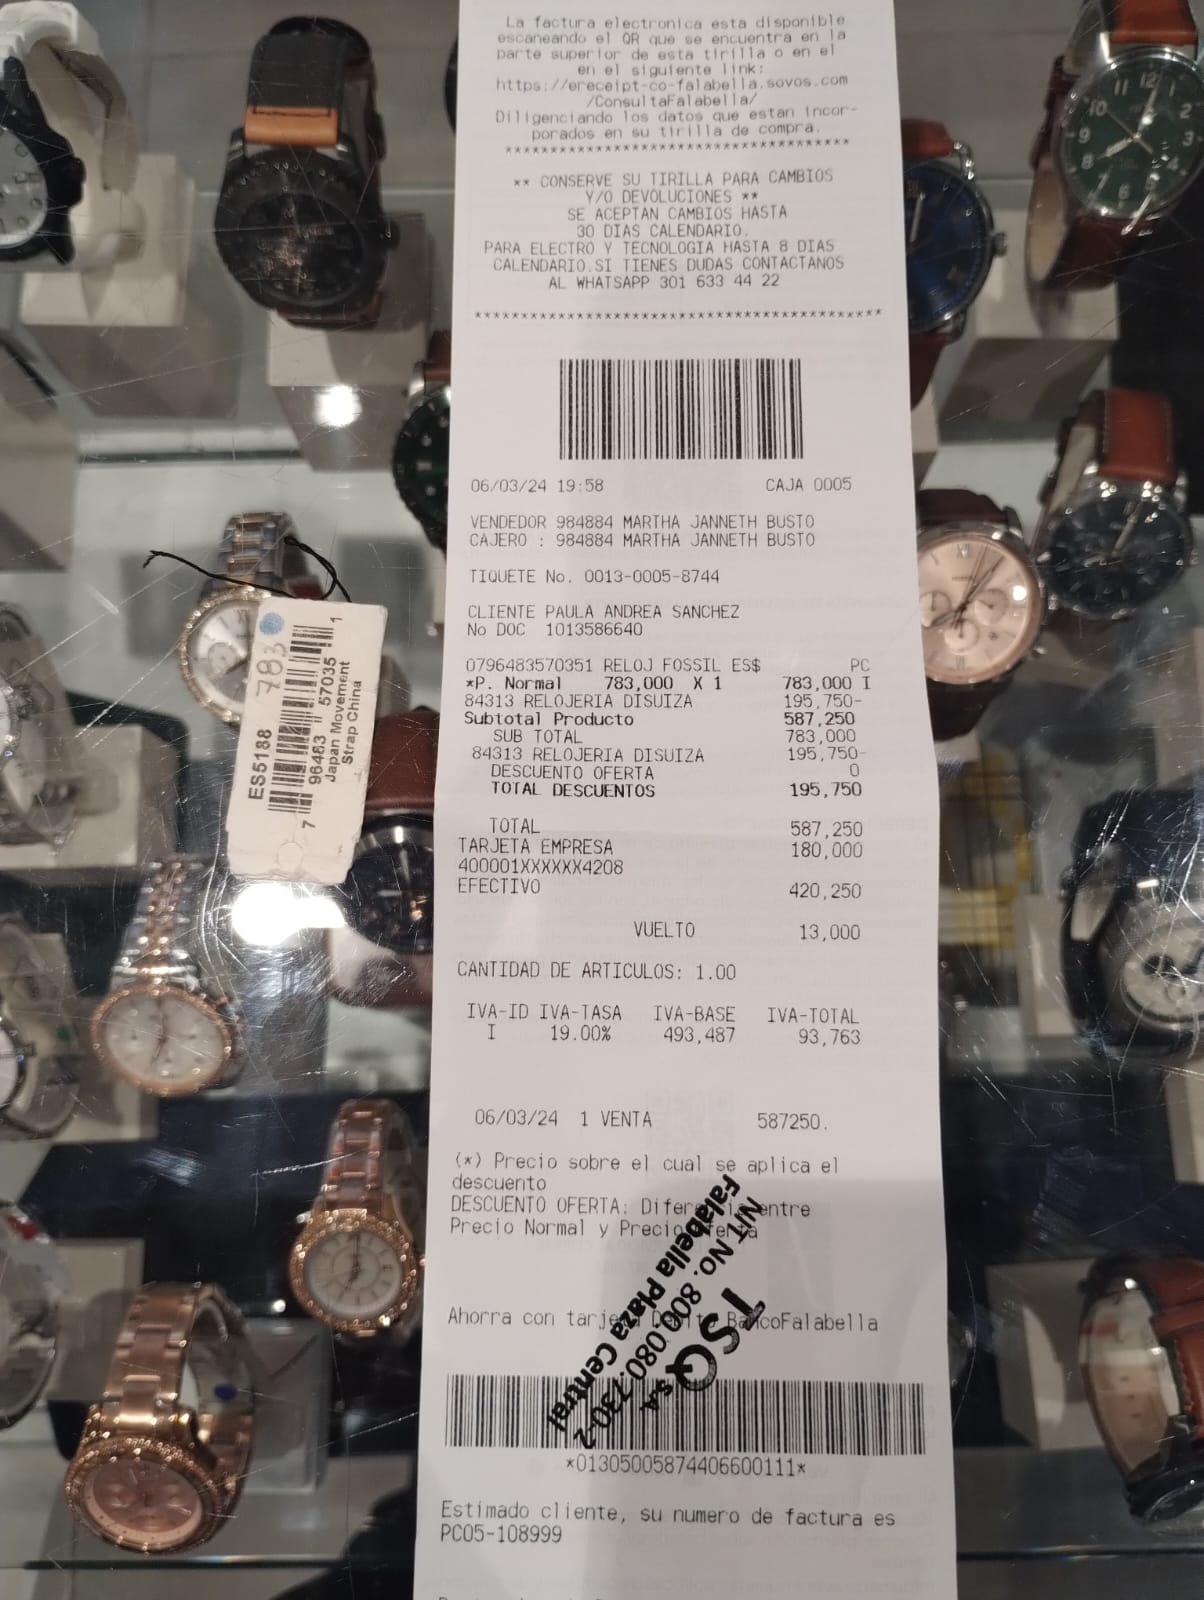 La factura electronica esta disponible
escaneando el QR que se encuentra en la
parte superior de esta tirilla o en el
en el siguiente link:
https://ereceipt-co-falabella.sovos.com
/ConsultaFalabella/
Diligenciando los datos que estan incor-
porados en su tirilla de compra.
****************************************
** CONSERVE SU TIRILLA PARA CAMBIOS
Y/O DEVOLUCIONES **
SE ACEPTAN CAMBIOS HASTA
30 DIAS CALENDARIO.
PARA ELECTRO Y TECNOLOGIA HASTA 8 DIAS
CALENDARIO.SI TIENES DUDAS CONTACTANOS
AL WHATSAPP 301 633 44 22
********************************************
06/03/24 19:58 CAJA 0005
VENDEDOR 984884 MARTHA JANNETH BUSTO
CAJERO : 984884 MARTHA JANNETH BUSTO
TIQUETE No. 0013-0005-8744
CLIENTE PAULA ANDREA SANCHEZ
No DOC 1013586640
0796483570351 RELOJ FOSSIL ES$ PC
*P. Normal 783,000 X 1 783,000 I
84313 RELOJERIA DISUIZA 195,750-
Subtotal Producto 587,250
SUB TOTAL 783,000
84313 RELOJERIA DISUIZA 195,750-
DESCUENTO OFERTA 0
TOTAL DESCUENTOS 195,750
TOTAL 587,250
TARJETA EMPRESA 180,000
400001XXXXXX4208
EFECTIVO 420,250
VUELTO 13,000
CANTIDAD DE ARTICULOS: 1.00
IVA-ID IVA-TASA IVA-BASE IVA-TOTAL
I 19.00% 493,487 93,763
06/03/24 1 VENTA 587250.
(*) Precio sobre el cual se aplica el
descuento
DESCUENTO OFERTA: entre
Precio Normal y
Ahorra con BancoFalabella
TSQ S.A
NIT No. 800.080.730-2
Falabella Plaza Central
*01305005874406600111*
Estimado cliente, su numero de factura es
PC05-108999
ES5188 783
7 96483 57035 1
Japan Movement
Strap China